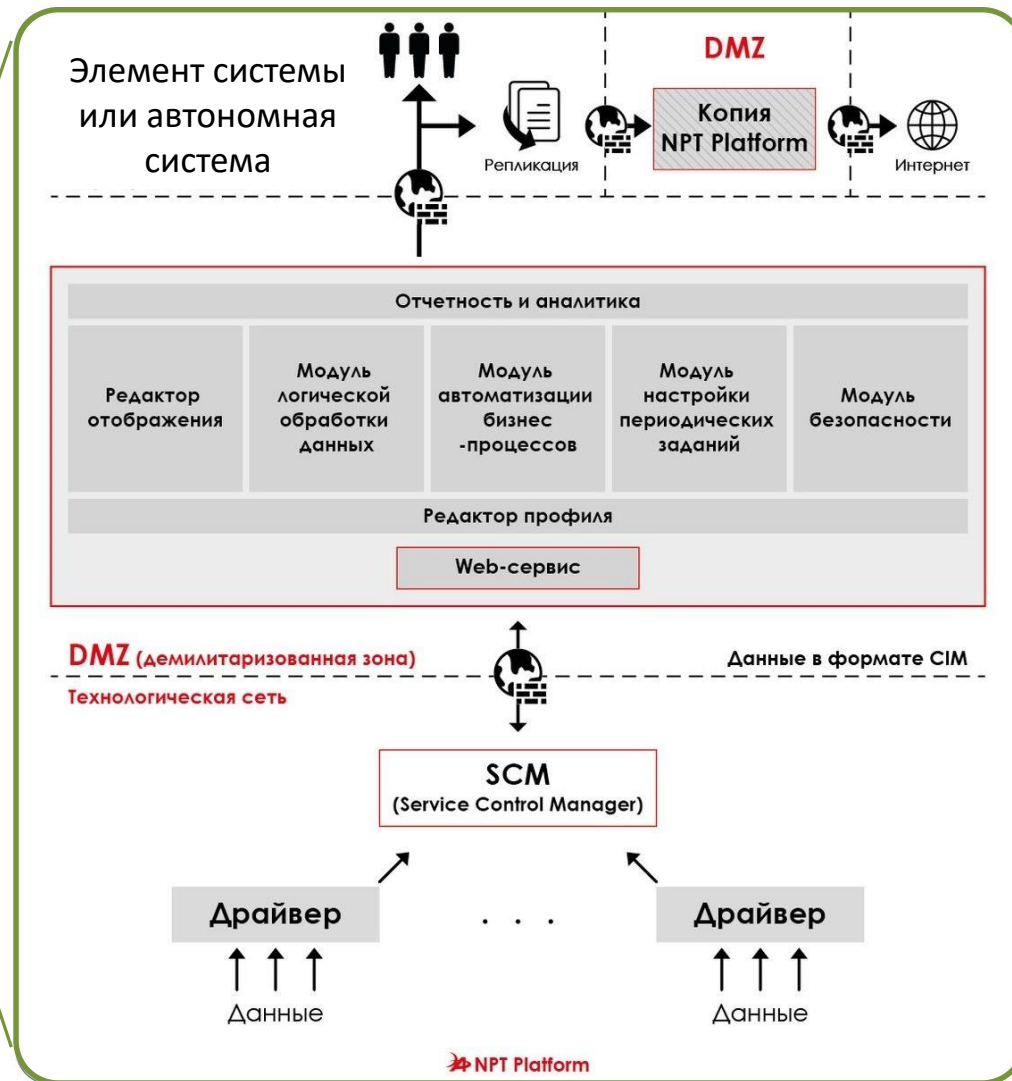 Элемент системы
или автономная
система
DMZ
Копия
NPT Platform
Репликация
Интернет
Отчетность и аналитика
Редактор
отображения
Модуль
логической
обработки
данных
Модуль
автоматизации
бизнес
-процессов
Модуль
настройки
периодических
заданий
Модуль
безопасности
Редактор профиля
Web-сервис
DMZ (демилитаризованная зона)
Данные в формате CIM
Технологическая сеть
SCM
(Service Control Manager)
Драйвер
. . .
Драйвер
Данные
Данные
NPT Platform